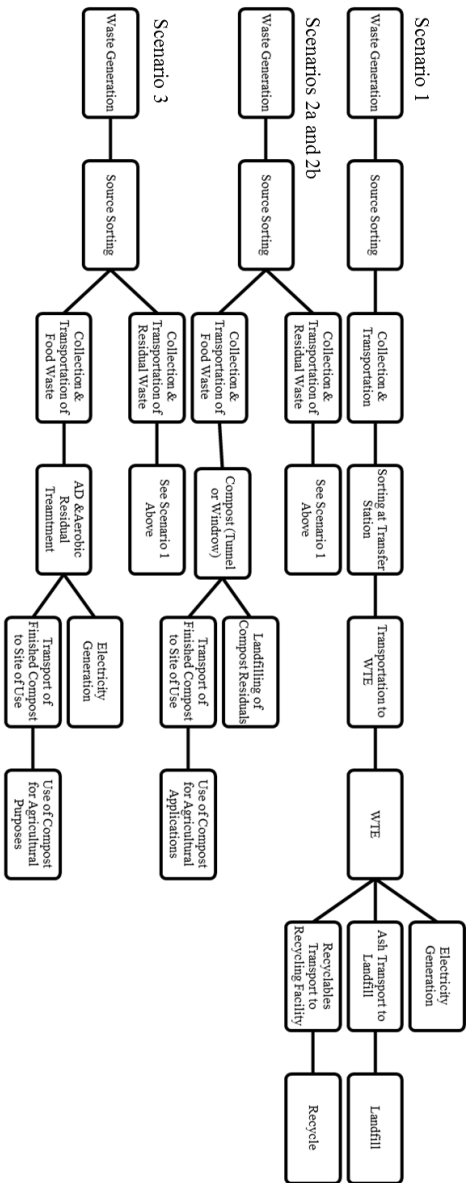 Scenario 1
Waste Generation
Source Sorting
Collection &
Transportation
Sorting at Transfer
Station
Transportation to
WTE
WTE
Electricity
Generation
Ash Transport to
Landfill
Landfill
Recyclables
Transport to
Recycling Facility
Recycle
Scenarios 2a and 2b
Waste Generation
Source Sorting
Collection &
Transportation of
Residual Waste
See Scenario 1
Above
Collection &
Transportation of
Food Waste
Compost (Tunnel
or Windrow)
Landfilling of
Compost Residuals
Transport of
Finished Compost
to Site of Use
Use of Compost
for Agricultural
Applications
Scenario 3
Waste Generation
Source Sorting
Collection &
Transportation of
Residual Waste
See Scenario 1
Above
Collection &
Transportation of
Food Waste
AD &Aerobic
Residual
Treamtment
Electricity
Generation
Transport of
Finished Compost
to Site of Use
Use of Compost
for Agricultural
Purposes